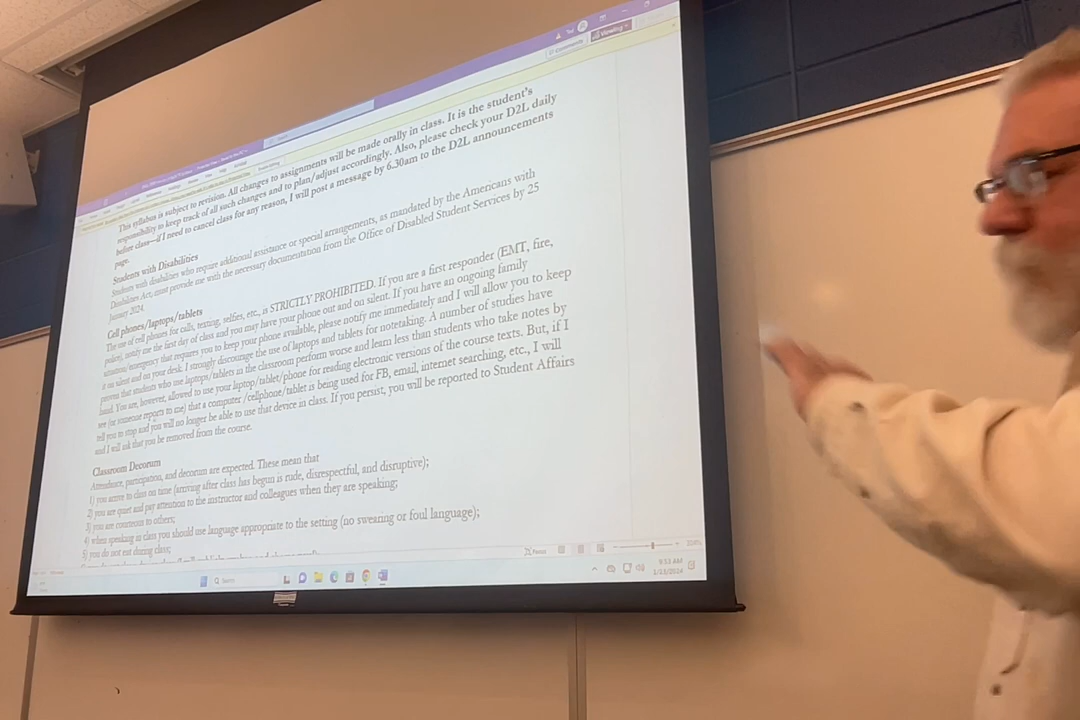 Comments
Viewing
This syllabus is subject to revision. All changes to assignments will be made orally in class. It is the student's
responsibility to keep track of all such changes and to plan/adjust accordingly. Also, please check your D2L daily
before class—if I need to cancel class for any reason, I will post a message by 6.30am to the D2L announcements
page.
Students with Disabilities
Students with disabilities who require additional assistance or special arrangements, as mandated by the Americans with
Disabilities Act, must provide me with the necessary documentation from the Office of Disabled Student Services by 25
January 2024.
Cell phones/laptops/tablets
The use of cell phones for calls, texting, selfies, etc., is STRICTLY PROHIBITED. If you are a first responder (EMT, fire,
police), notify me the first day of class and you may have your phone out and on silent. If you have an ongoing family
situation/emergency that requires you to keep your phone available, please notify me immediately and I will allow you to keep
it on silent and on your desk. I strongly discourage the use of laptops and tablets for notetaking. A number of studies have
proven that students who use laptops/tablets in the classroom perform worse and learn less than students who take notes by
hand. You are, however, allowed to use your laptop/tablet/phone for reading electronic versions of the course texts. But, if I
see (or someone reports to me) that a computer /cellphone/tablet is being used for FB, email, internet searching, etc., I will
tell you to stop and you will no longer be able to use that device in class. If you persist, you will be reported to Student Affairs
and I will ask that you be removed from the course.
Classroom Decorum
Attendance, participation, and decorum are expected. These mean that
1) you arrive to class on time (arriving after class has begun is rude, disrespectful, and disruptive);
2) you are quiet and pay attention to the instructor and colleagues when they are speaking;
3) you are courteous to others;
4) when speaking in class you should use language appropriate to the setting (no swearing or foul language);
5) you do not eat during class;
Focus
Search
9:53 AM